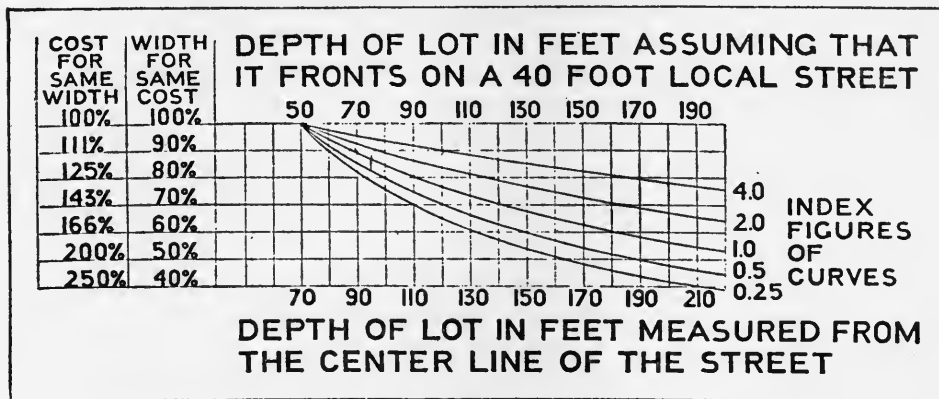 COST FOR SAME WIDTH
WIDTH FOR SAME COST
DEPTH OF LOT IN FEET ASSUMING THAT
IT FRONTS ON A 40 FOOT LOCAL STREET
50 70 90 110 130 150 170 190
100% 100%
111% 90%
125% 80%
143% 70%
166% 60%
200% 50%
250% 40%
4.0
2.0
1.0
0.5
0.25
INDEX
FIGURES
OF
CURVES
70 90 110 130 150 170 190 210
DEPTH OF LOT IN FEET MEASURED FROM
THE CENTER LINE OF THE STREET